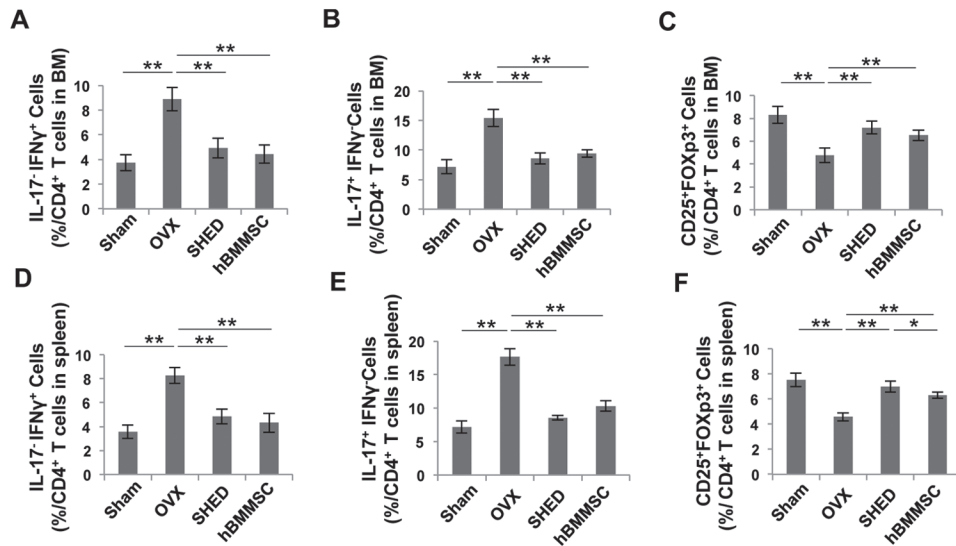 A
IL-17- IFNγ+ Cells
(%/CD4+ T cells in BM)
10
8
6
4
2
0
** ** **
Sham OVX SHED hBMMSC
B
IL-17+ IFNγ-Cells
(%/CD4+ T cells in BM)
20
15
10
5
0
** ** **
Sham OVX SHED hBMMSC
C
CD25+FOXp3+ Cells
(%/ CD4+ T cells in BM)
10
8
6
4
2
0
** ** **
Sham OVX SHED hBMMSC
D
IL-17- IFNγ+ Cells
(%/CD4+ T cells in spleen)
10
8
6
4
2
0
** ** **
Sham OVX SHED hBMMSC
E
IL-17+ IFNγ-Cells
(%/CD4+ T cells in spleen)
20
15
10
5
0
** ** **
Sham OVX SHED hBMMSC
F
CD25+FOXp3+ Cells
(%/ CD4+ T cells in spleen)
10
8
6
4
2
0
** ** ** *
Sham OVX SHED hBMMSC